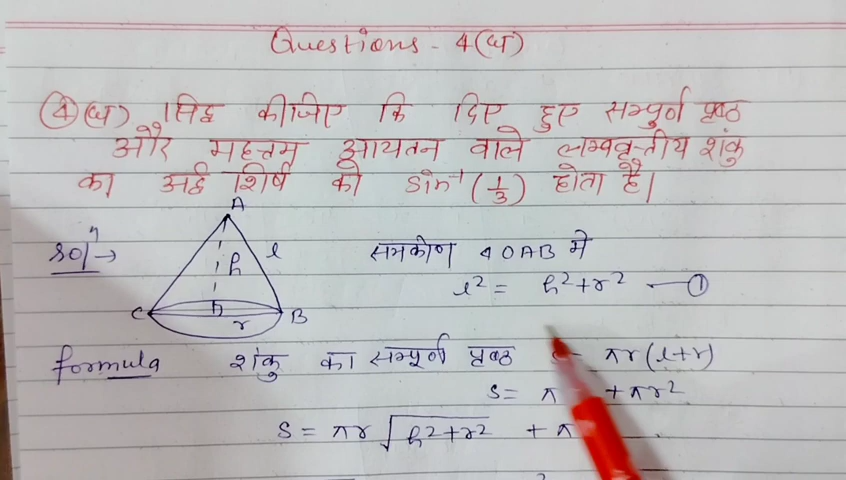 Questions - 4(घ)
④(घ) सिद्ध कीजिए कि दिए हुए सम्पुर्ण पृष्ठ
और महत्तम आयतन वाले लम्बवृत्तीय शंकु
का अर्द्ध शिर्ष को sin⁻¹(1/3) होता है।
A
solⁿ →
h l
समकोण △OAB मे
l² = h²+r² — ①
C r B
formula शंकु का सम्पूर्ण पृष्ठ = πr(l+r)
S = π + πr²
S = πr√(h²+r²) + π